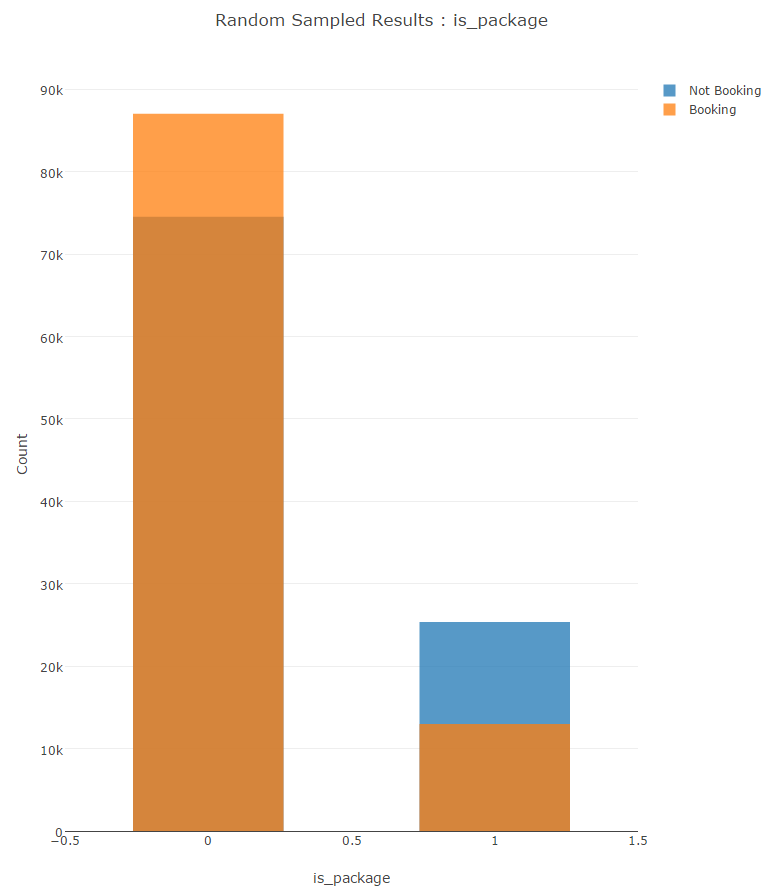 Random Sampled Results : is_package
Not Booking
Booking
90k
80k
70k
60k
50k
40k
30k
20k
10k
0
Count
−0.5
0
0.5
1
1.5
is_package